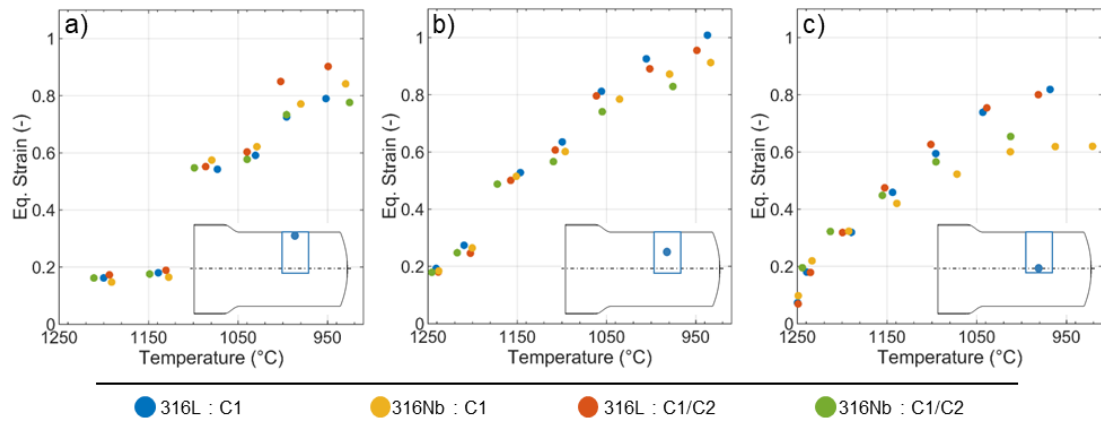 a)
b)
c)
Eq. Strain (-)
1
0.8
0.6
0.4
0.2
0
1250
1150
1050
950
Temperature (°C)
Eq. Strain (-)
1
0.8
0.6
0.4
0.2
0
1250
1150
1050
950
Temperature (°C)
Eq. Strain (-)
1
0.8
0.6
0.4
0.2
0
1250
1150
1050
950
Temperature (°C)
316L : C1
316Nb : C1
316L : C1/C2
316Nb : C1/C2